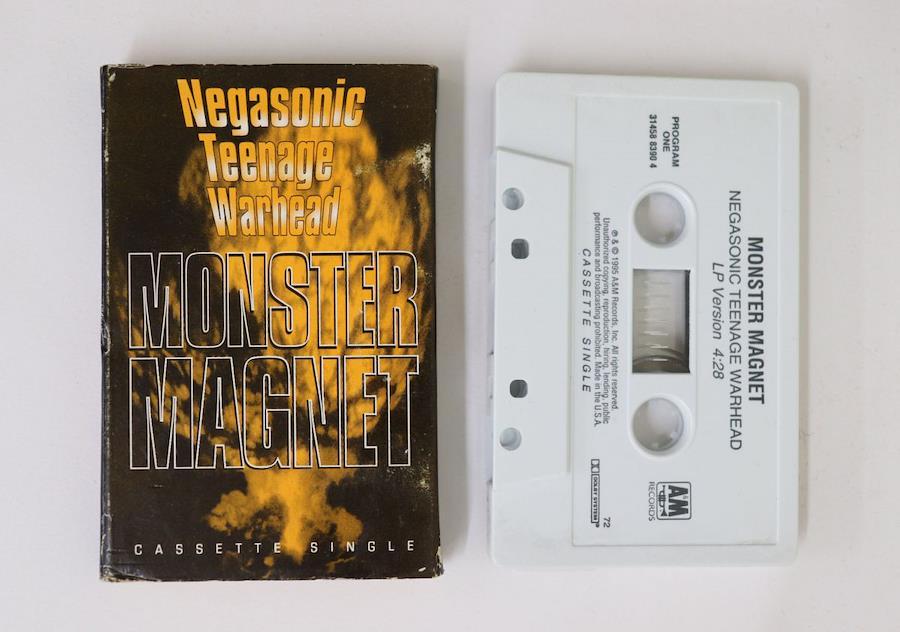 Negasonic
Teenage
Warhead
MONSTER
MAGNET
CASSETTE SINGLE
MONSTER MAGNET
NEGASONIC TEENAGE WARHEAD
LP Version 4:28
PROGRAM
ONE
31458 8390 4
℗ & © 1995 A&M Records, Inc. All rights reserved.
Unauthorized copying, reproduction, hiring, lending, public
performance and broadcasting prohibited. Made in the U.S.A.
CASSETTE SINGLE
A&M
RECORDS
DOLBY SYSTEM
72